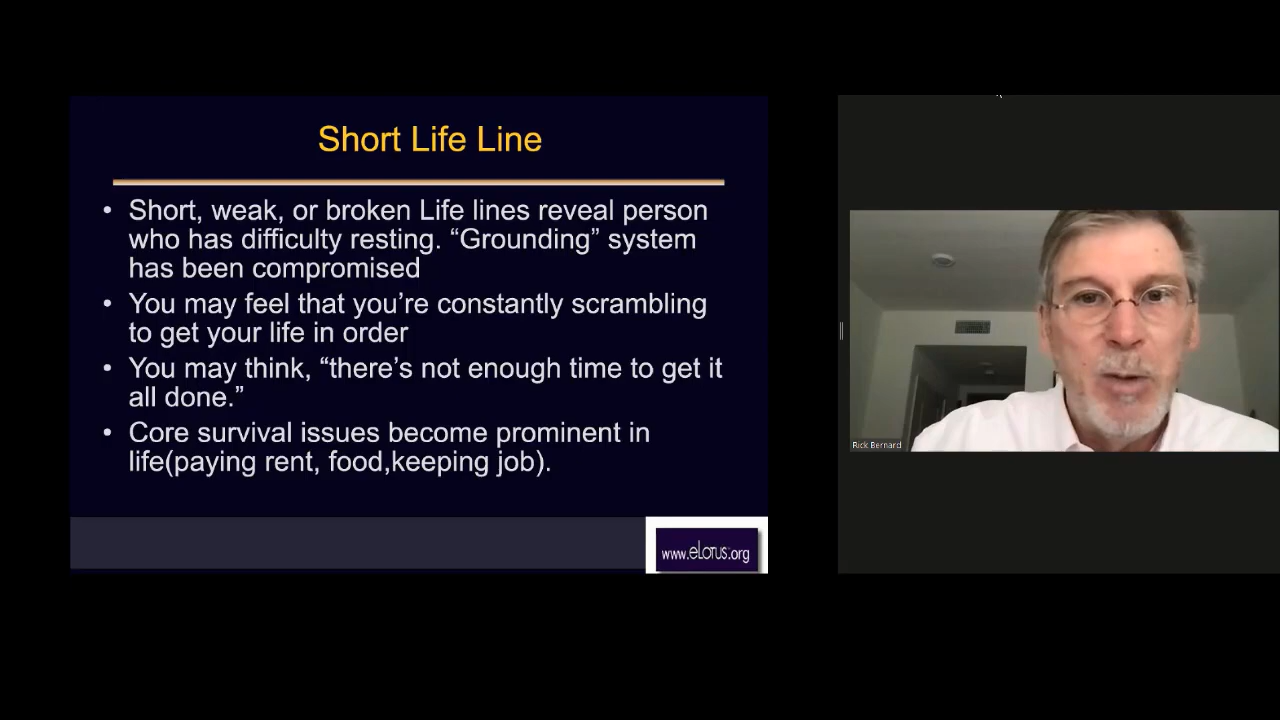 Short Life Line
• Short, weak, or broken Life lines reveal person
who has difficulty resting. “Grounding” system
has been compromised
• You may feel that you’re constantly scrambling
to get your life in order
• You may think, “there’s not enough time to get it
all done.”
• Core survival issues become prominent in
life(paying rent, food,keeping job).
www.eLotus.org
Rick Bernard